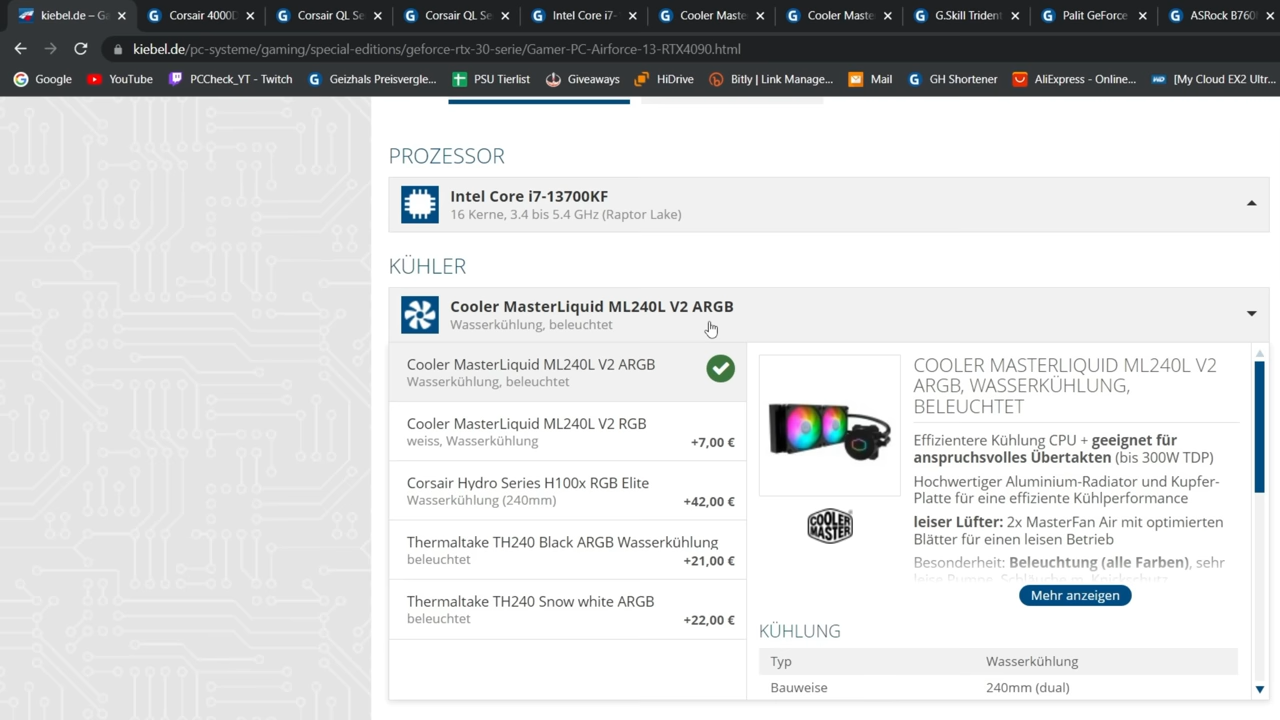 kiebel.de – Ga
Corsair 4000D
Corsair QL Se
Corsair QL Se
Intel Core i7-
Cooler Maste
Cooler Maste
G.Skill Trident
Palit GeForce
ASRock B760
kiebel.de/pc-systeme/gaming/special-editions/geforce-rtx-30-serie/Gamer-PC-Airforce-13-RTX4090.html
Google
YouTube
PCCheck_YT - Twitch
Geizhals Preisvergle...
PSU Tierlist
Giveaways
HiDrive
Bitly | Link Manage...
Mail
GH Shortener
AliExpress - Online...
[My Cloud EX2 Ultr...
PROZESSOR
Intel Core i7-13700KF
16 Kerne, 3.4 bis 5.4 GHz (Raptor Lake)
KÜHLER
Cooler MasterLiquid ML240L V2 ARGB
Wasserkühlung, beleuchtet
Cooler MasterLiquid ML240L V2 ARGB
Wasserkühlung, beleuchtet
Cooler MasterLiquid ML240L V2 RGB
weiss, Wasserkühlung
+7,00 €
Corsair Hydro Series H100x RGB Elite
Wasserkühlung (240mm)
+42,00 €
Thermaltake TH240 Black ARGB Wasserkühlung
beleuchtet
+21,00 €
Thermaltake TH240 Snow white ARGB
beleuchtet
+22,00 €
COOLER MASTER
COOLER MASTERLIQUID ML240L V2
ARGB, WASSERKÜHLUNG,
BELEUCHTET
Effizientere Kühlung CPU + geeignet für
anspruchsvolles Übertakten (bis 300W TDP)
Hochwertiger Aluminium-Radiator und Kupfer-
Platte für eine effiziente Kühlperformance
leiser Lüfter: 2x MasterFan Air mit optimierten
Blätter für einen leisen Betrieb
Besonderheit: Beleuchtung (alle Farben), sehr
leise Pumpe, Schläuche m. Knickschutz
Mehr anzeigen
KÜHLUNG
Typ
Wasserkühlung
Bauweise
240mm (dual)